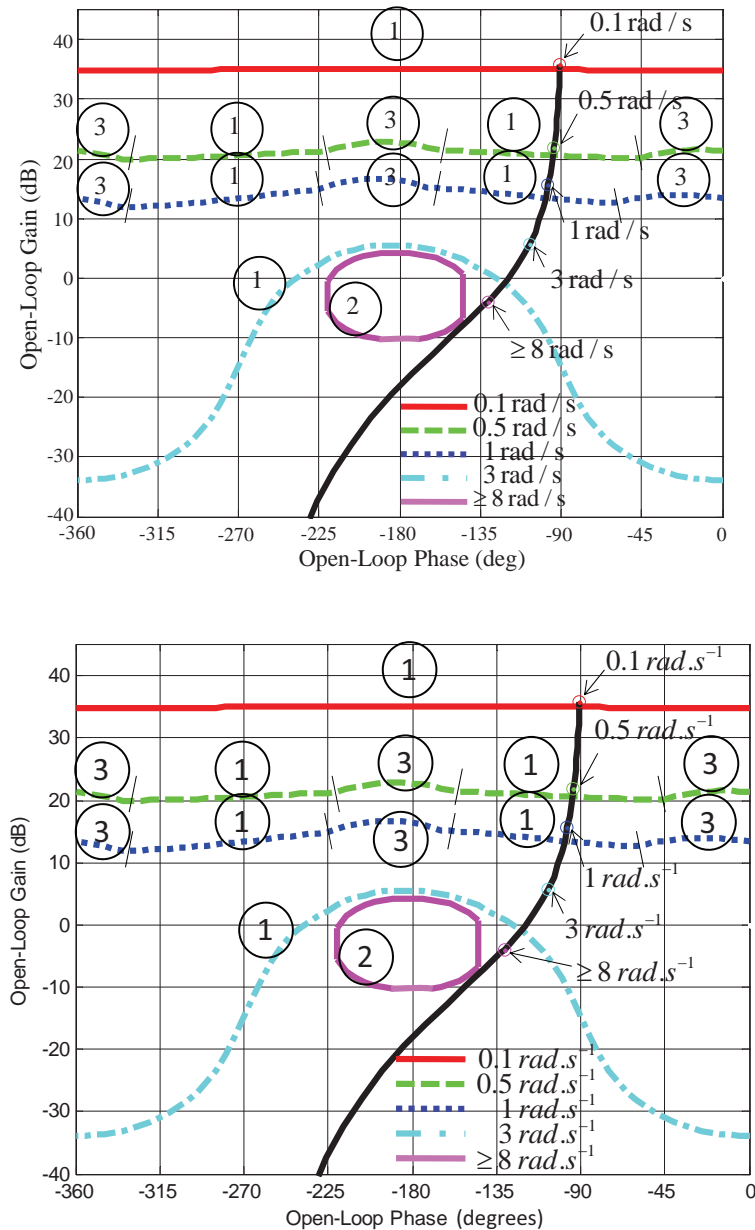 40
30
20
10
0
-10
-20
-30
-40
Open-Loop Gain (dB)
1
0.1 rad / s
3 1 3 1 3
0.5 rad / s
3 1 3 1 3
1 rad / s
1
3 rad / s
2
≥ 8 rad / s
0.1 rad / s
0.5 rad / s
1 rad / s
3 rad / s
≥ 8 rad / s
-360 -315 -270 -225 -180 -135 -90 -45 0
Open-Loop Phase (deg)
40
30
20
10
0
-10
-20
-30
-40
Open-Loop Gain (dB)
1
0.1 rad.s⁻¹
0.5 rad.s⁻¹
3 1 3 1 3
3 1 3 1 3
1 rad.s⁻¹
1
3 rad.s⁻¹
2
≥ 8 rad.s⁻¹
0.1 rad.s⁻¹
0.5 rad.s⁻¹
1 rad.s⁻¹
3 rad.s⁻¹
≥ 8 rad.s⁻¹
-360 -315 -270 -225 -180 -135 -90 -45 0
Open-Loop Phase (degrees)